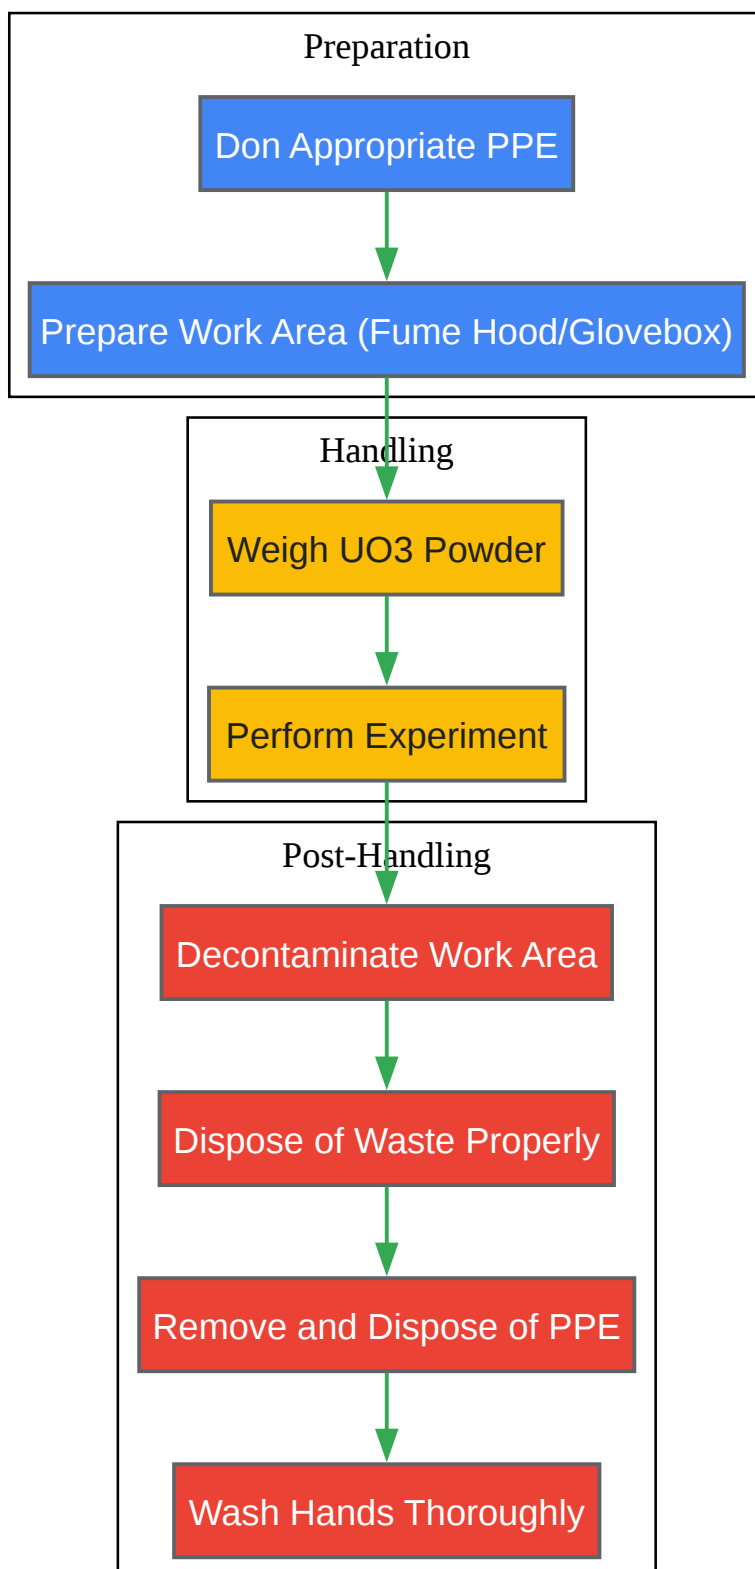 Preparation
Don Appropriate PPE
Prepare Work Area (Fume Hood/Glovebox)
Handling
Weigh UO3 Powder
Perform Experiment
Post-Handling
Decontaminate Work Area
Dispose of Waste Properly
Remove and Dispose of PPE
Wash Hands Thoroughly